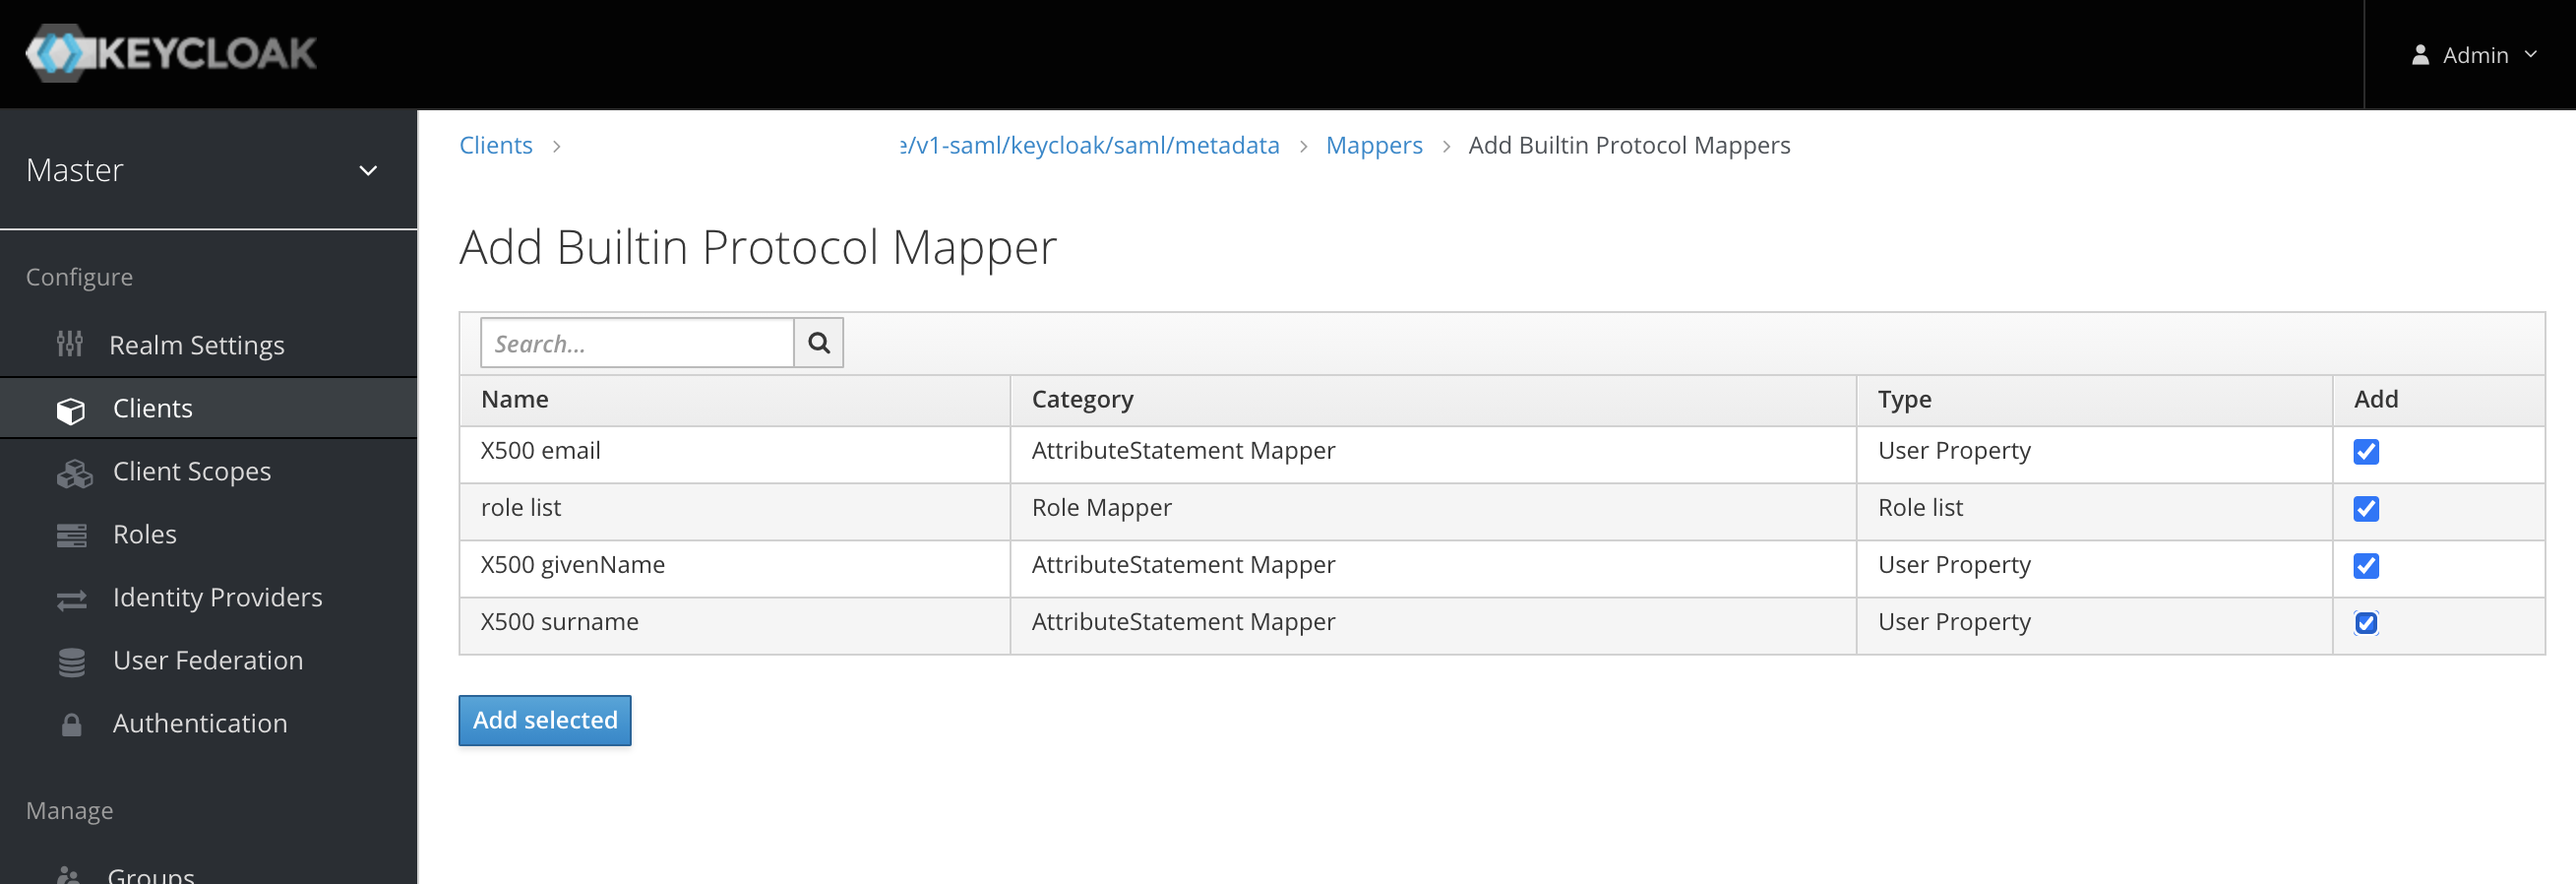 KEYCLOAK
Admin
Master
Configure
Realm Settings
Clients
Client Scopes
Roles
Identity Providers
User Federation
Authentication
Manage
Groups
Clients > e/v1-saml/keycloak/saml/metadata > Mappers > Add Builtin Protocol Mappers
Add Builtin Protocol Mapper
Search...
Name Category Type Add
X500 email AttributeStatement Mapper User Property
role list Role Mapper Role list
X500 givenName AttributeStatement Mapper User Property
X500 surname AttributeStatement Mapper User Property
Add selected